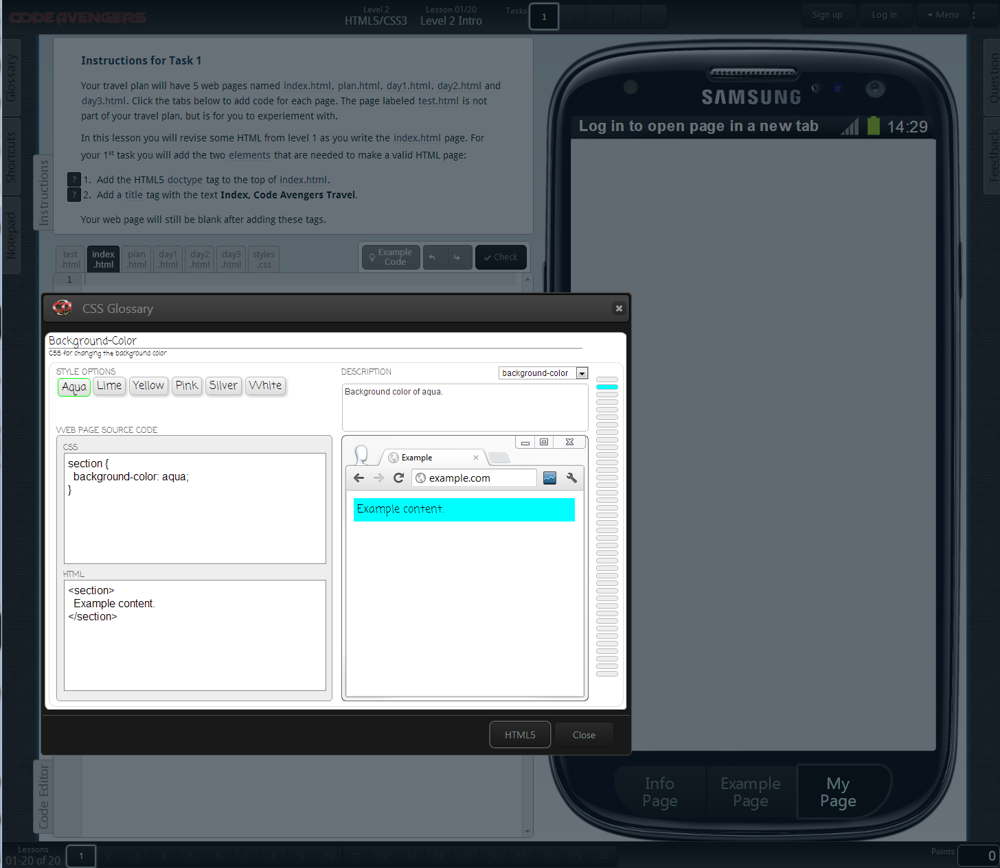 CODE AVENGERS
Level 2
HTML5/CSS3
Lesson 01/20
Level 2 Intro
Tasks
1 2 3 4 5
Sign up
Log in
Menu
Glossary
Shortcuts
Notepad
Instructions
Question
Feedback
Instructions for Task 1
Your travel plan will have 5 web pages named index.html, plan.html, day1.html, day2.html and
day3.html. Click the tabs below to add code for each page. The page labeled test.html is not
part of your travel plan, but is for you to experiement with.
In this lesson you will revise some HTML from level 1 as you write the index.html page. For
your 1st task you will add the two elements that are needed to make a valid HTML page:
? 1. Add the HTML5 doctype tag to the top of index.html.
? 2. Add a title tag with the text Index, Code Avengers Travel.
Your web page will still be blank after adding these tags.
test
.html
index
.html
plan
.html
day1
.html
day2
.html
day3
.html
styles
.css
Example
Code
Check
1
SAMSUNG
Log in to open page in a new tab
14:29
CSS Glossary
Background-Color
CSS for changing the background color
STYLE OPTIONS
Aqua Lime Yellow Pink Silver White
DESCRIPTION
background-color
Background color of aqua.
WEB PAGE SOURCE CODE
CSS
section {
background-color: aqua;
}
HTML
<section>
Example content.
</section>
Example
example.com
Example content.
HTML5
Close
Code Editor
Info
Page
Example
Page
My
Page
Lessons
01-20 of 20
1 2 3 4 5 6 7 8 9 10 11 12 13 14 15 16 17 18 19 20
Points
0